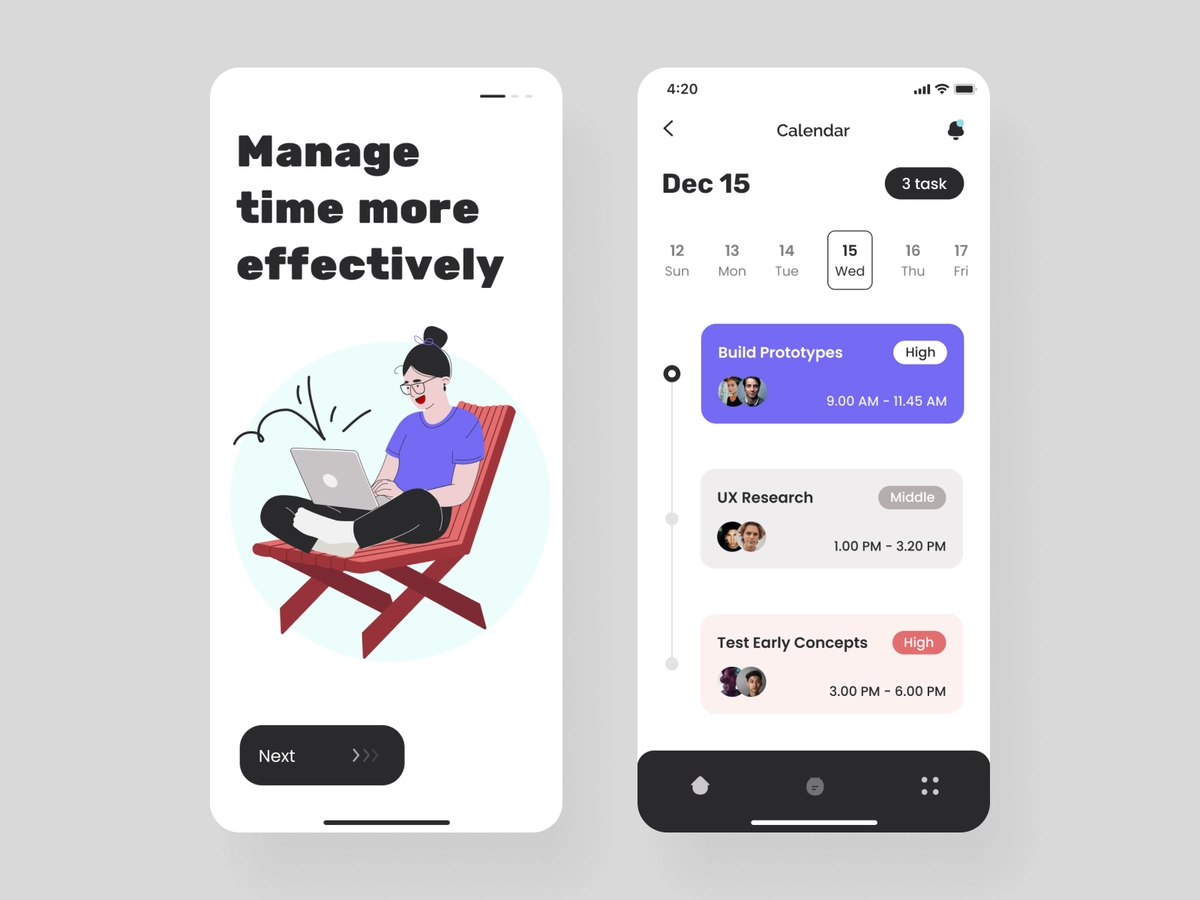 Manage
time more
effectively
Next
4:20
Calendar
Dec 15
3 task
12 13 14 15 16 17
Sun Mon Tue Wed Thu Fri
Build Prototypes
High
9.00 AM - 11.45 AM
UX Research
Middle
1.00 PM - 3.20 PM
Test Early Concepts
High
3.00 PM - 6.00 PM